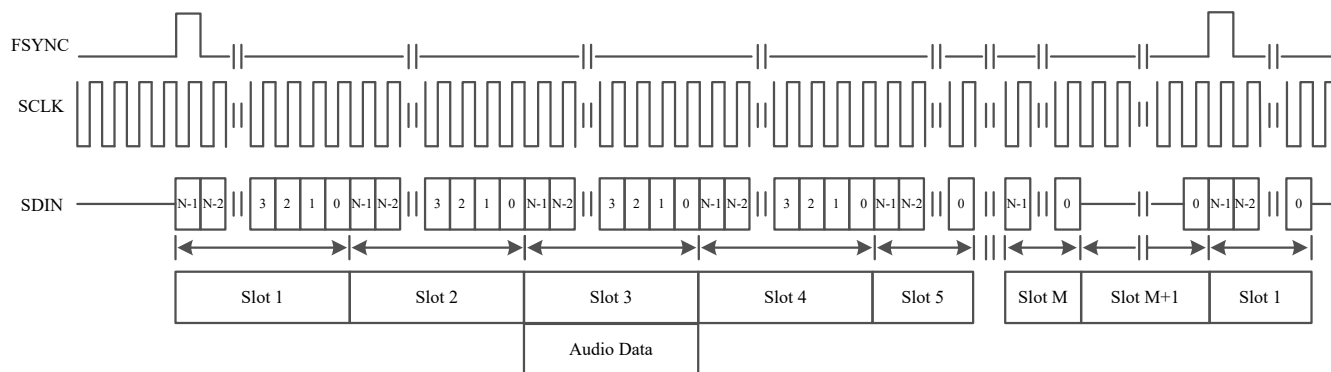 FSYNC
SCLK
SDIN N-1 N-2 3 2 1 0 N-1 N-2 3 2 1 0 N-1 N-2 3 2 1 0 N-1 N-2 3 2 1 0 N-1 N-2 0 N-1 0 0 N-1 N-2 0
Slot 1 Slot 2 Slot 3 Slot 4 Slot 5 Slot M Slot M+1 Slot 1
Audio Data